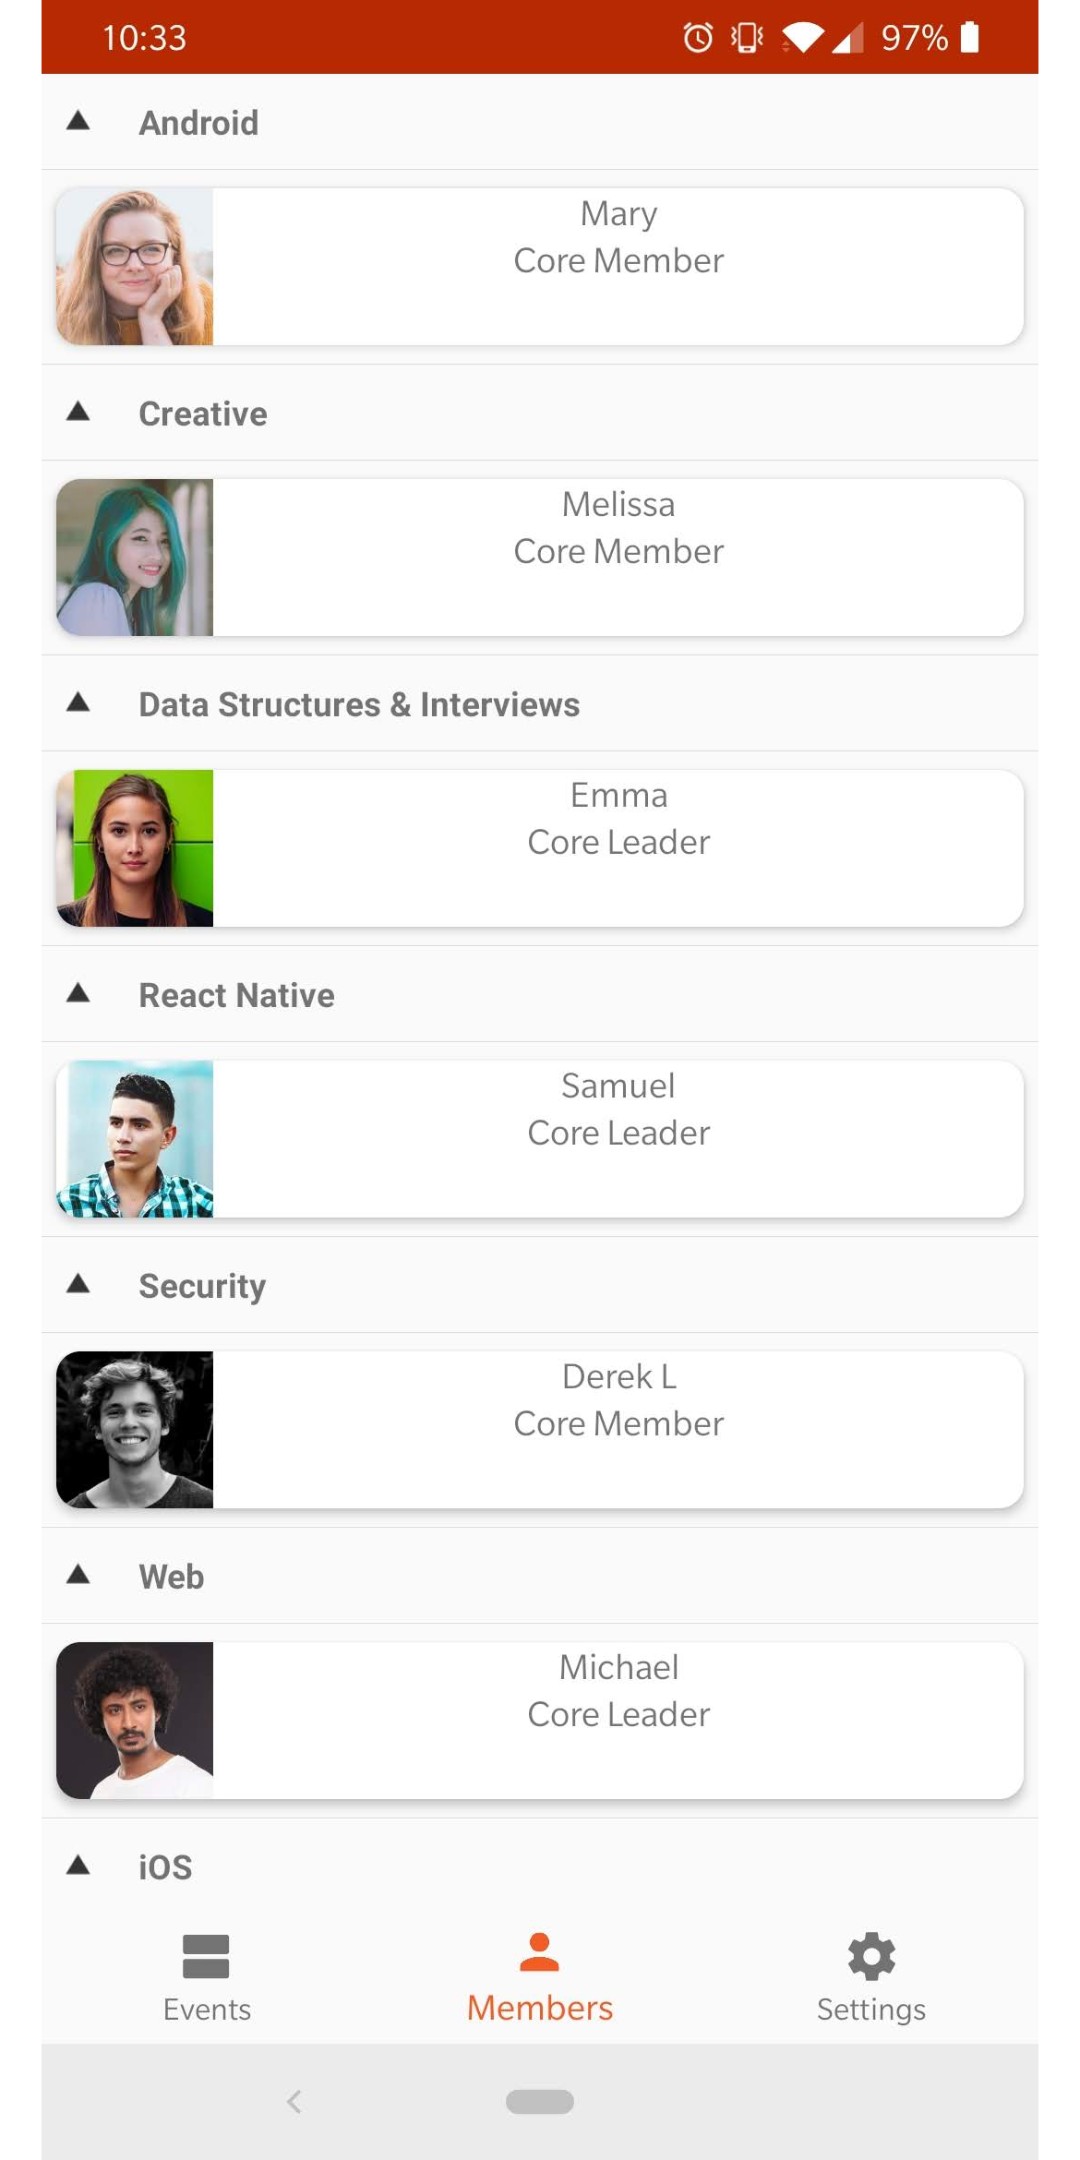 10:33 97%
Android
Mary
Core Member
Creative
Melissa
Core Member
Data Structures & Interviews
Emma
Core Leader
React Native
Samuel
Core Leader
Security
Derek L
Core Member
Web
Michael
Core Leader
iOS
Events Members Settings